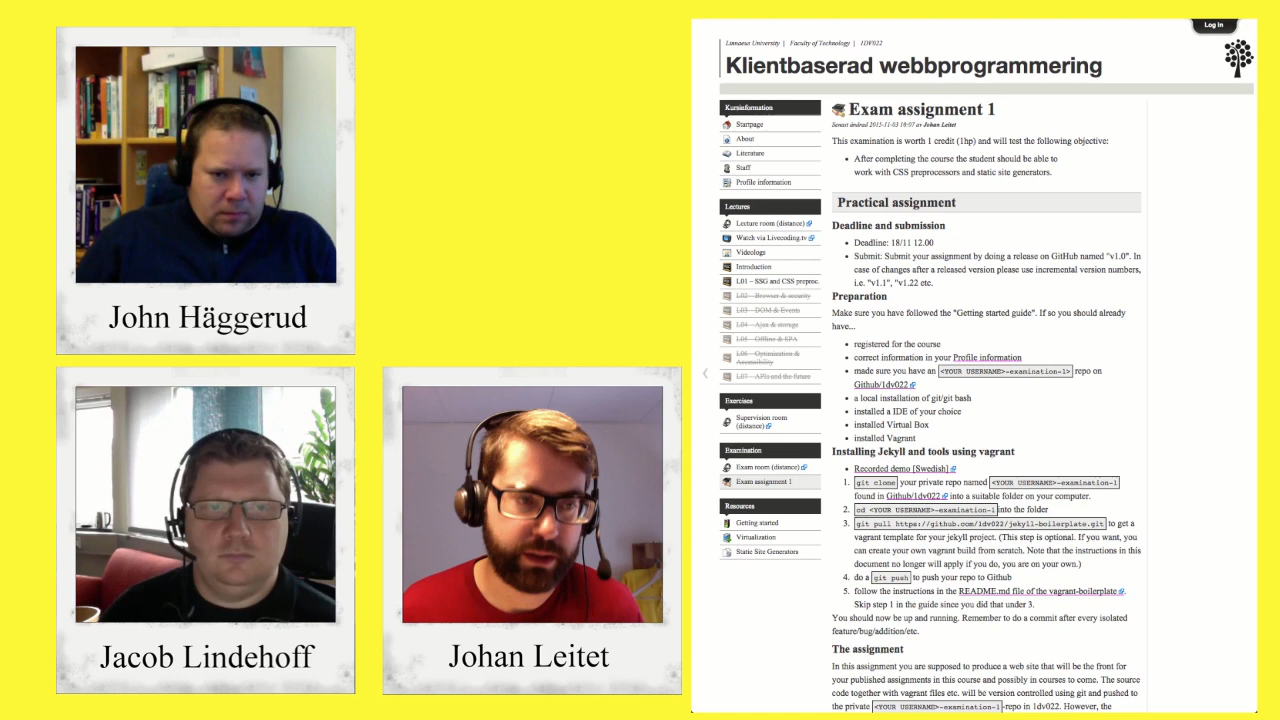 John Häggerud
Jacob Lindehoff
Johan Leitet
Log in
Linnaeus University | Faculty of Technology | 1DV022
Klientbaserad webbprogrammering
Kursinformation
Startpage
About
Literature
Staff
Profile information
Lectures
Lecture room (distance)
Watch via Livecoding.tv
Videologs
Introduction
L01 – SSG and CSS preproc.
L02 – Browser & security
L03 – DOM & Events
L04 – Ajax & storage
L05 – Offline & SPA
L06 – Optimization &
Accessibility
L07 – APIs and the future
Exercises
Supervision room
(distance)
Examination
Exam room (distance)
Exam assignment 1
Resources
Getting started
Virtualization
Static Site Generators
Exam assignment 1
Senast ändrad 2015-11-03 10:07 av Johan Leitet
This examination is worth 1 credit (1hp) and will test the following objective:
• After completing the course the student should be able to
work with CSS preprocessors and static site generators.
Practical assignment
Deadline and submission
• Deadline: 18/11 12.00
• Submit: Submit your assignment by doing a release on GitHub named "v1.0". In
case of changes after a released version please use incremental version numbers,
i.e. "v1.1", "v1.22 etc.
Preparation
Make sure you have followed the "Getting started guide". If so you should already
have...
• registered for the course
• correct information in your Profile information
• made sure you have an <YOUR USERNAME>-examination-1> repo on
Github/1dv022
• a local installation of git/git bash
• installed a IDE of your choice
• installed Virtual Box
• installed Vagrant
Installing Jekyll and tools using vagrant
• Recorded demo [Swedish]
1. git clone your private repo named <YOUR USERNAME>-examination-1
found in Github/1dv022 into a suitable folder on your computer.
2. cd <YOUR USERNAME>-examination-1 into the folder
3. git pull https://github.com/1dv022/jekyll-boilerplate.git to get a
vagrant template for your jekyll project. (This step is optional. If you want, you
can create your own vagrant build from scratch. Note that the instructions in this
document no longer will apply if you do, you are on your own.)
4. do a git push to push your repo to Github
5. follow the instructions in the README.md file of the vagrant-boilerplate.
Skip step 1 in the guide since you did that under 3.
You should now be up and running. Remember to do a commit after every isolated
feature/bug/addition/etc.
The assignment
In this assignment you are supposed to produce a web site that will be the front for
your published assignments in this course and possibly in courses to come. The source
code together with vagrant files etc. will be version controlled using git and pushed to
the private <YOUR USERNAME>-examination-1-repo in 1dv022. However, the